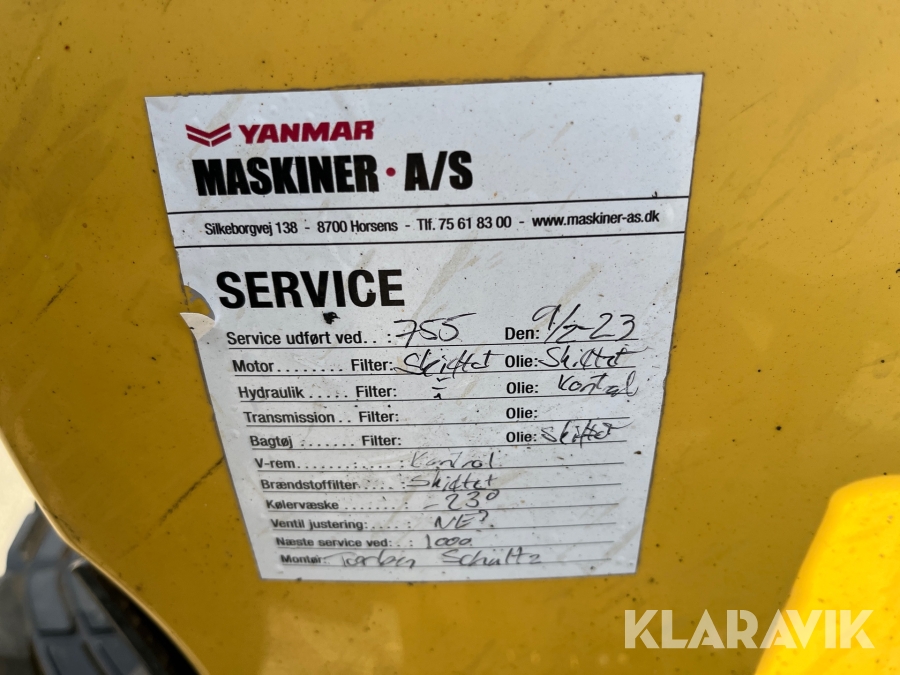 YANMAR
MASKINER · A/S
Silkeborgvej 138 - 8700 Horsens - Tlf. 75 61 83 00 - www.maskiner-as.dk
SERVICE
Service udført ved. . : 755 Den: 9/2-23
Motor........ Filter: Skiftet Olie: Skiftet
Hydraulik ..... Filter: Olie: Kontrol
Transmission.. Filter: Olie:
Bagtøj ....... Filter: Olie: Skiftet
V-rem..............: Kontrol
Brændstoffilter.....: Skiftet
Kølervæske .......: -23°
Ventil justering:....: NE?
Næste service ved: . : 1000
Montør: Torben Schultz
KLARAVIK